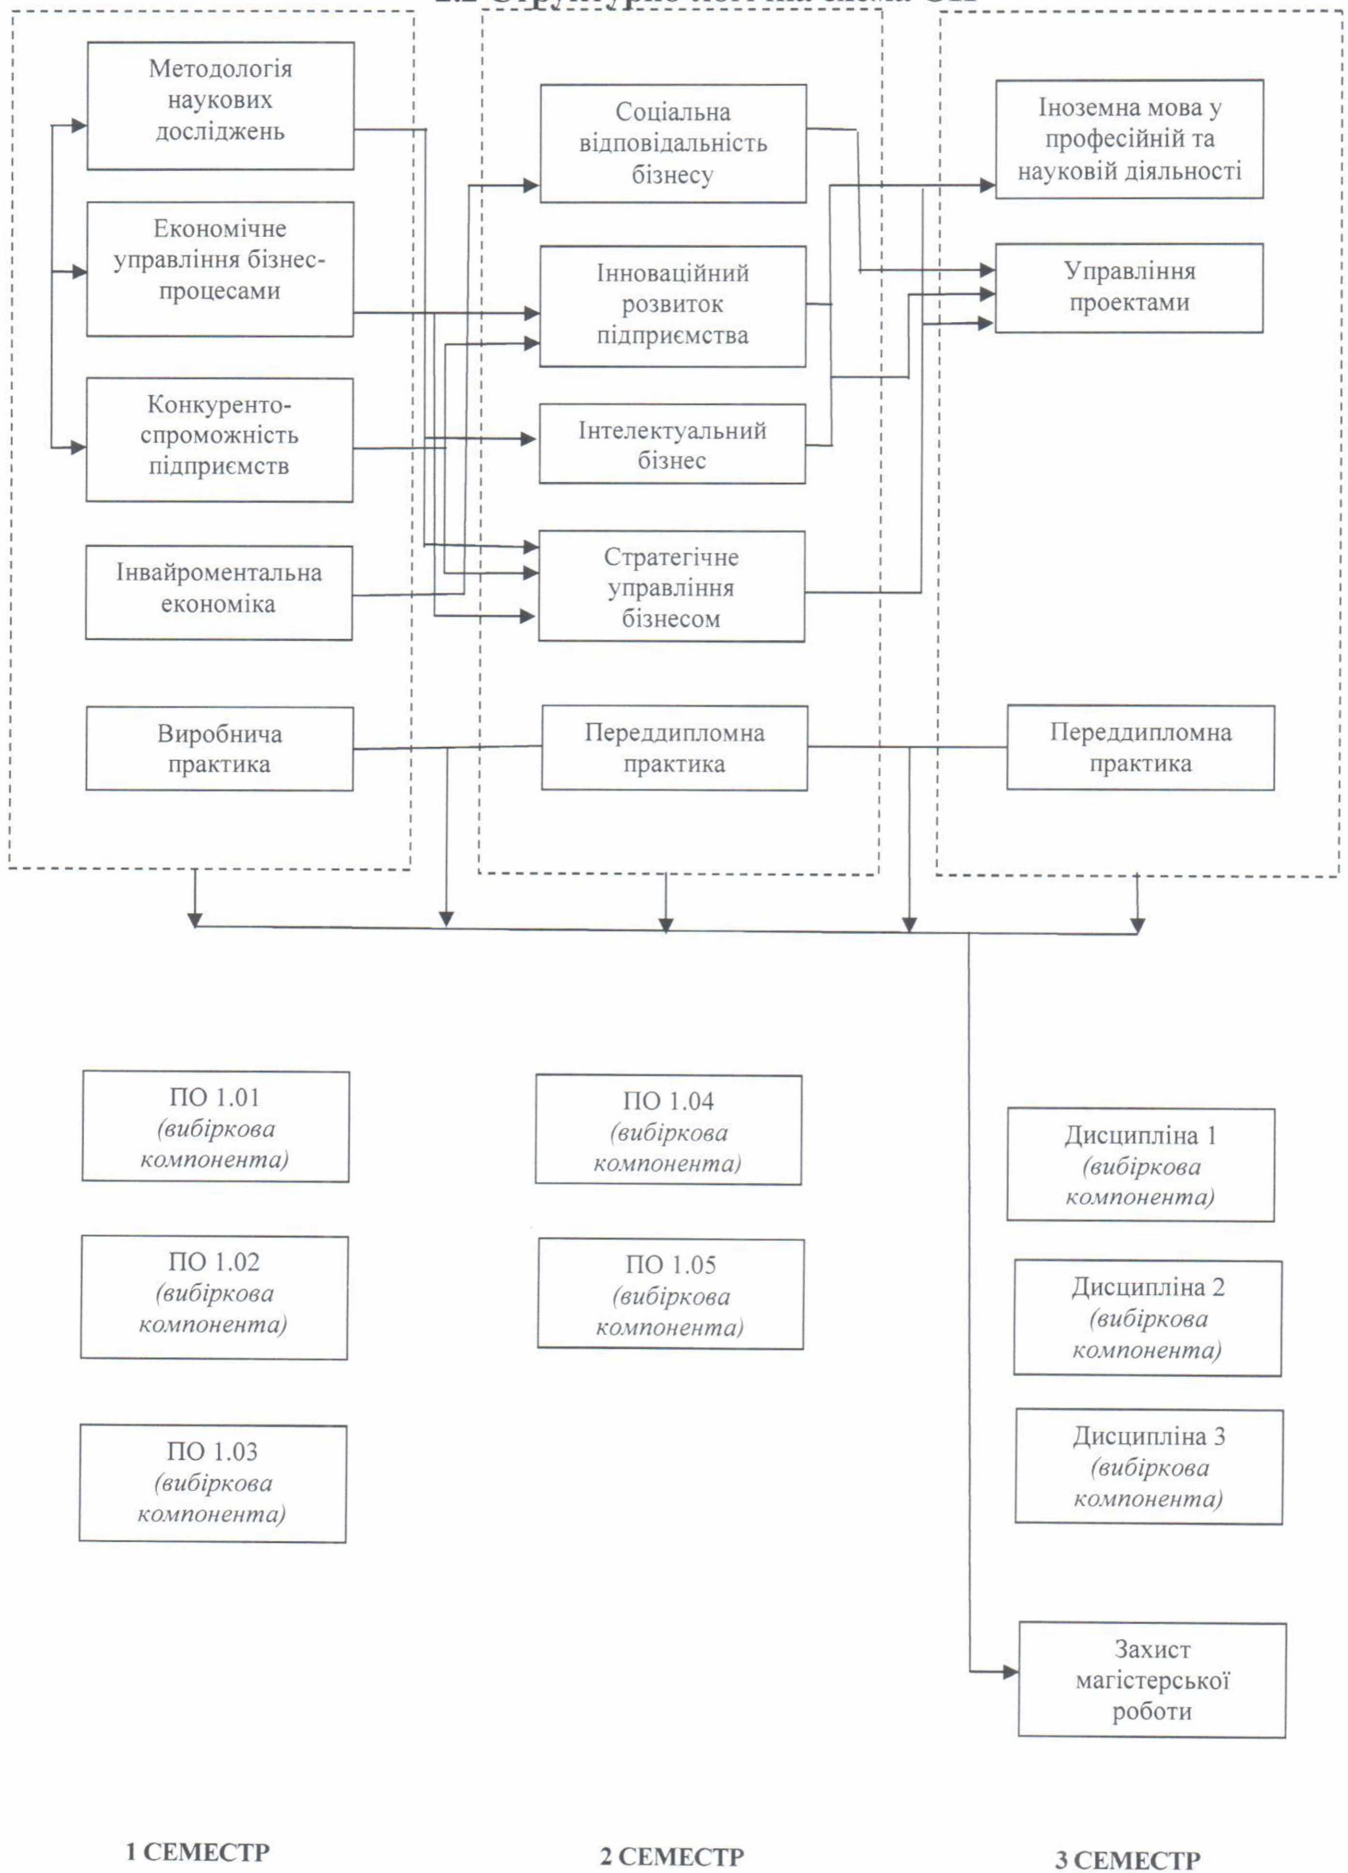 Методологія
наукових
досліджень
Економічне
управління бізнес-
процесами
Конкуренто-
спроможність
підприємств
Інвайроментальна
економіка
Виробнича
практика
Соціальна
відповідальність
бізнесу
Інноваційний
розвиток
підприємства
Інтелектуальний
бізнес
Стратегічне
управління
бізнесом
Переддипломна
практика
Іноземна мова у
професійній та
науковій діяльності
Управління
проектами
Переддипломна
практика
ПО 1.01
(вибіркова
компонента)
ПО 1.02
(вибіркова
компонента)
ПО 1.03
(вибіркова
компонента)
ПО 1.04
(вибіркова
компонента)
ПО 1.05
(вибіркова
компонента)
Дисципліна 1
(вибіркова
компонента)
Дисципліна 2
(вибіркова
компонента)
Дисципліна 3
(вибіркова
компонента)
Захист
магістерської
роботи
1 СЕМЕСТР
2 СЕМЕСТР
3 СЕМЕСТР